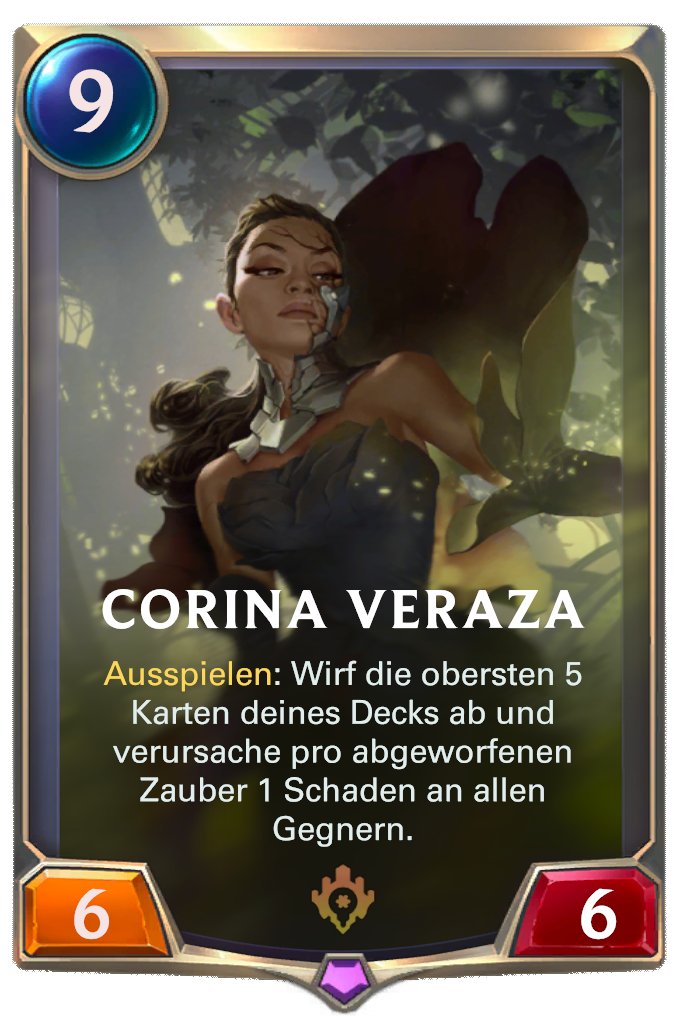 9
CORINA VERAZA
Ausspielen: Wirf die obersten 5
Karten deines Decks ab und
verursache pro abgeworfenen
Zauber 1 Schaden an allen
Gegnern.
6
6